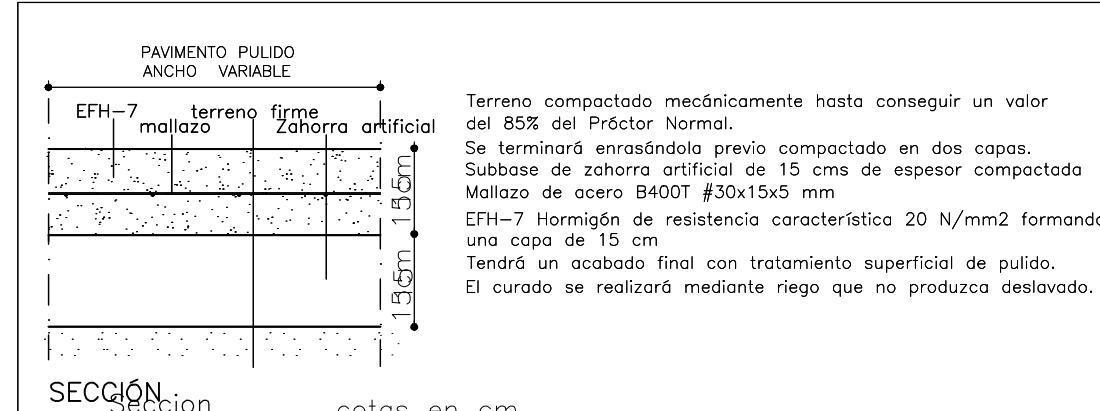 PAVIMENTO PULIDO
ANCHO VARIABLE
EFH-7
terreno firme
mallazo
Zahorra artificial
15cm
15cm
Terreno compactado mecánicamente hasta conseguir un valor
del 85% del Próctor Normal.
Se terminará enrasándola previo compactado en dos capas.
Subbase de zahorra artificial de 15 cms de espesor compactada
Mallazo de acero B400T #30x15x5 mm
EFH-7 Hormigón de resistencia característica 20 N/mm2 formando
una capa de 15 cm
Tendrá un acabado final con tratamiento superficial de pulido.
El curado se realizará mediante riego que no produzca deslavado.
SECCIÓN
Sección
cotas en cm